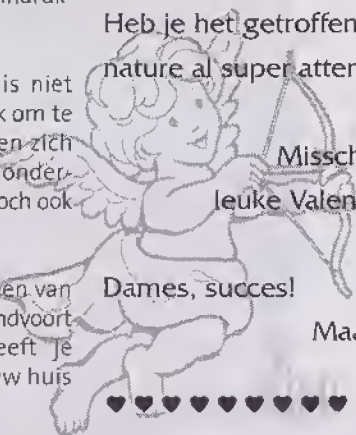 is niet
k om te
en zich
onder-
och ook
en van
ndvoort
eeft je
w huis
Heb je het getroffen
nature al super atten
Missch
leuke Valen
Dames, succes!
Maa